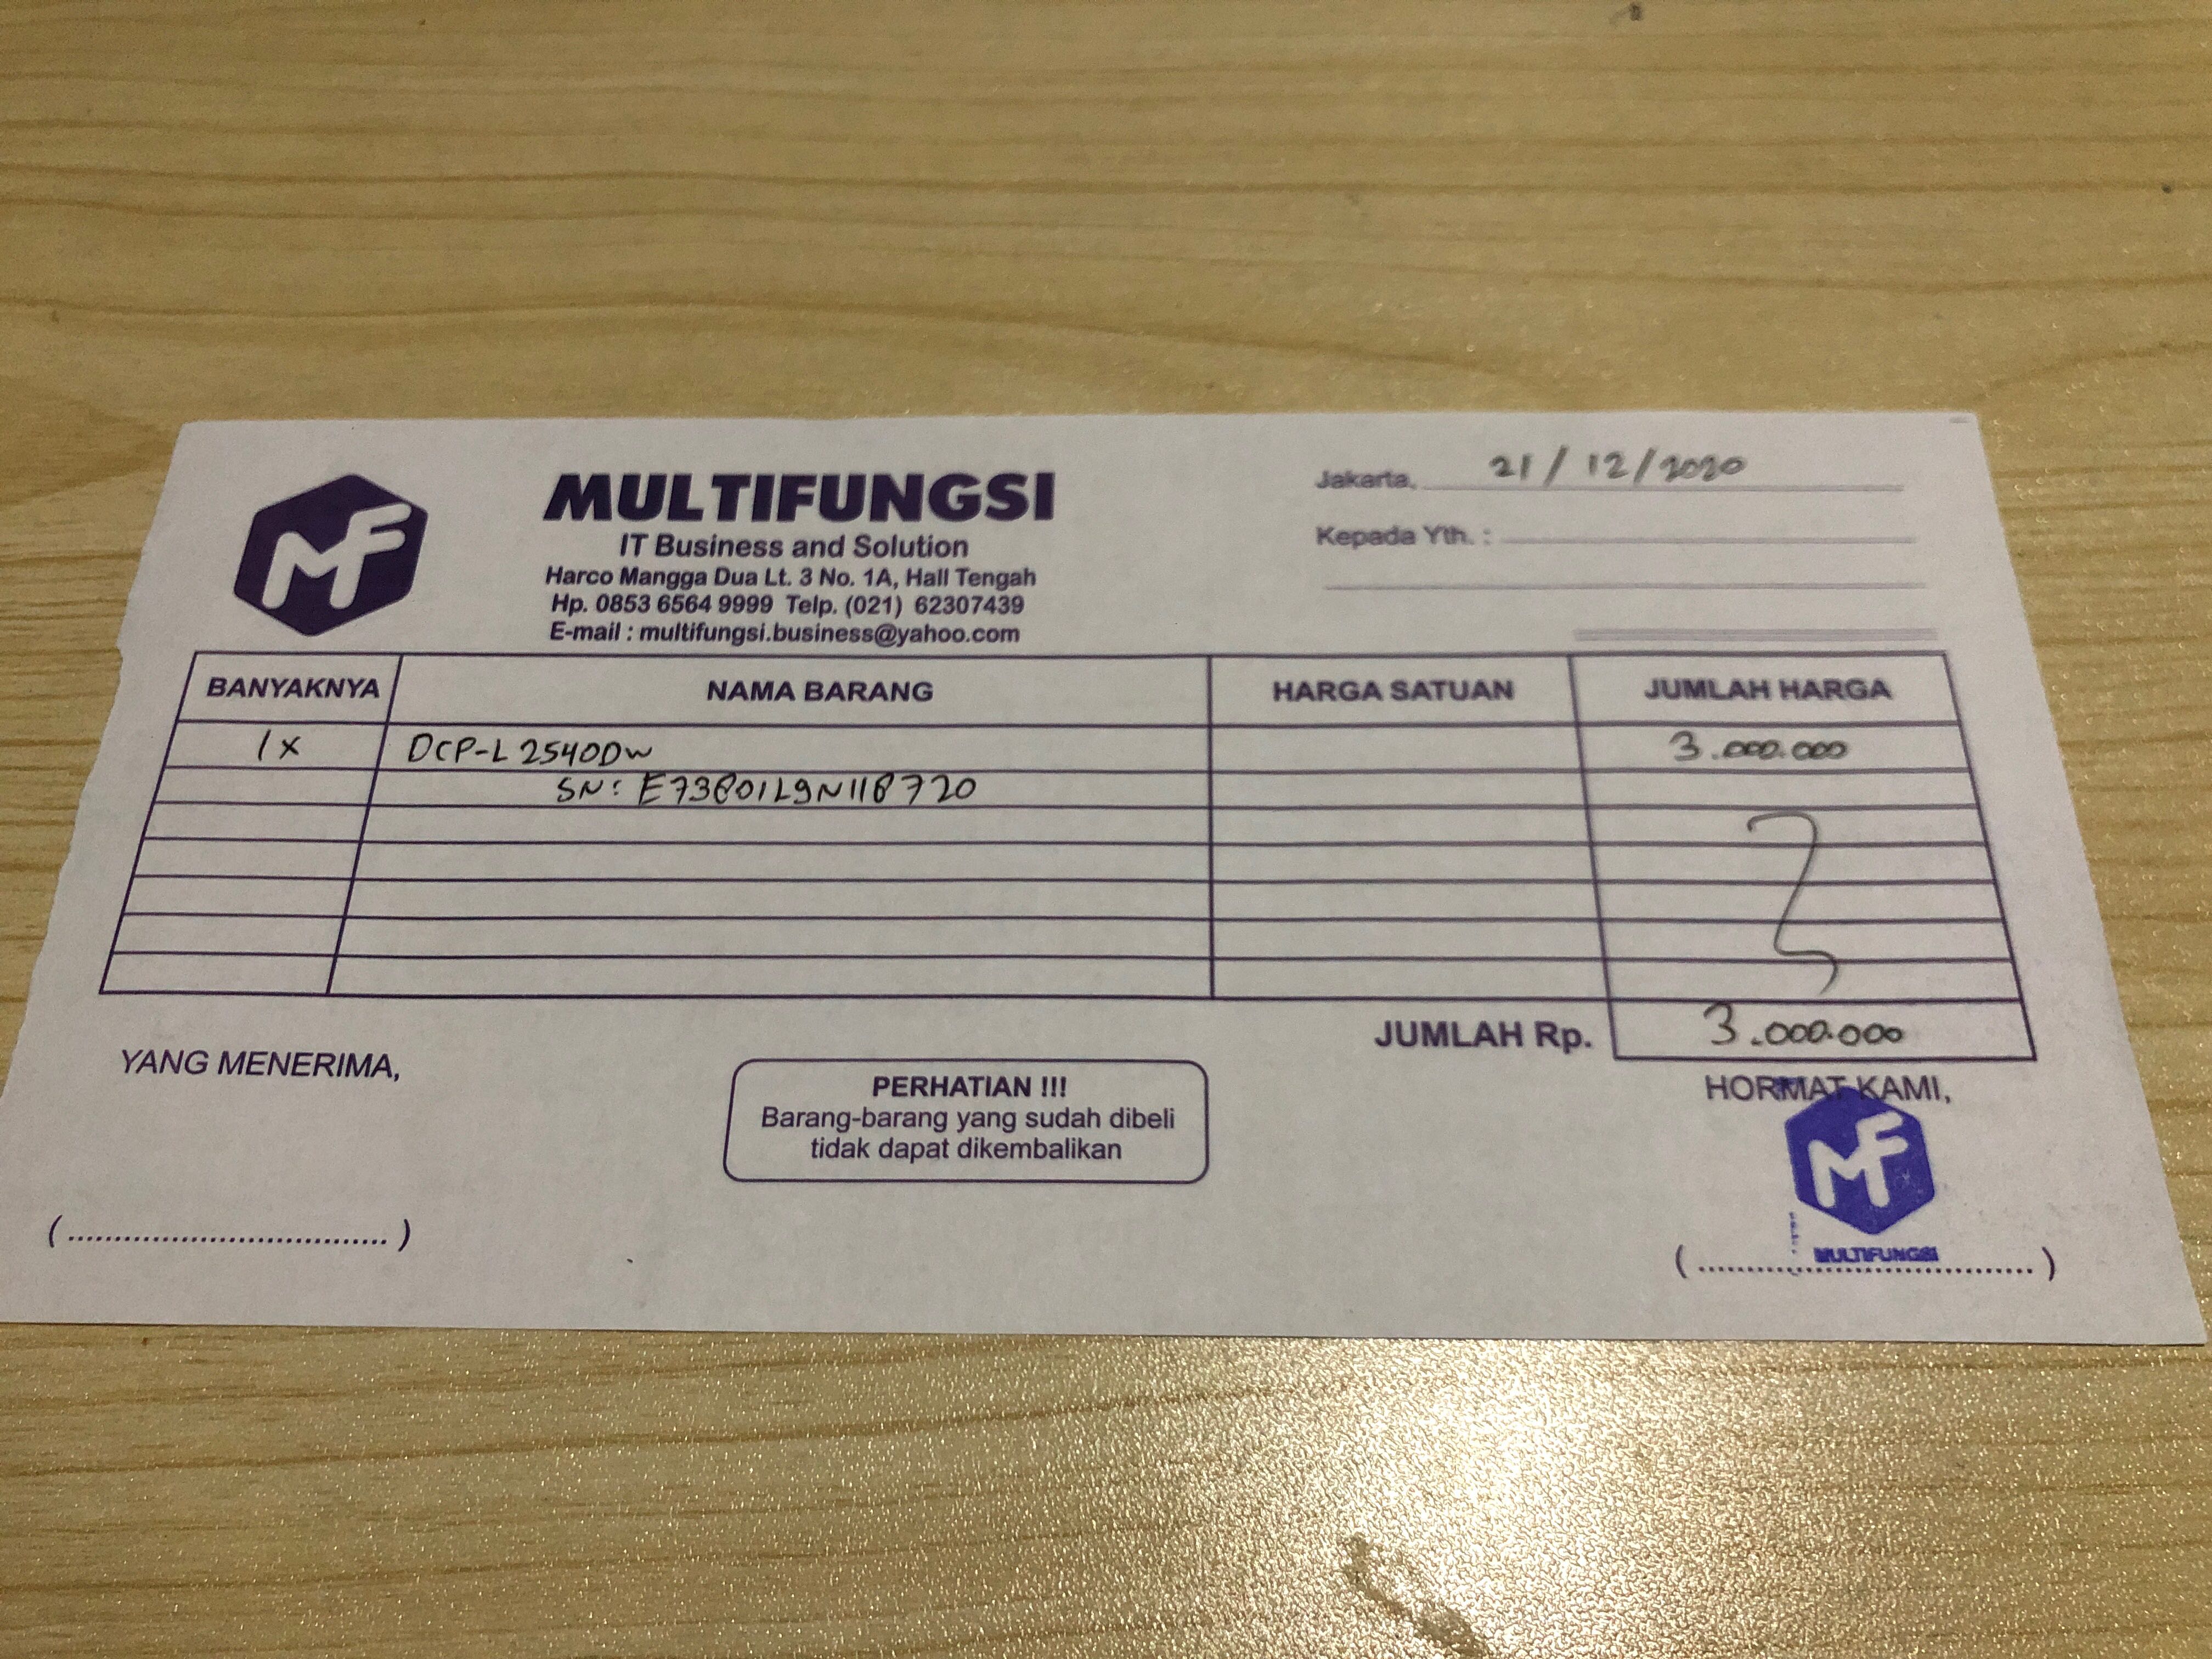 MF
MULTIFUNGSI
IT Business and Solution
Harco Mangga Dua Lt. 3 No. 1A, Hall Tengah
Hp. 0853 6564 9999 Telp. (021) 62307439
E-mail : multifungsi.business@yahoo.com
Jakarta, 21/12/2020
Kepada Yth. :
BANYAKNYA NAMA BARANG HARGA SATUAN JUMLAH HARGA
1x DCP-L2540DW 3.000.000
SN: E73801L9N118720
JUMLAH Rp. 3.000.000
YANG MENERIMA,
PERHATIAN !!!
Barang-barang yang sudah dibeli
tidak dapat dikembalikan
HORMAT KAMI,
MF
MULTIFUNGSI
(..................................)
(..................................)